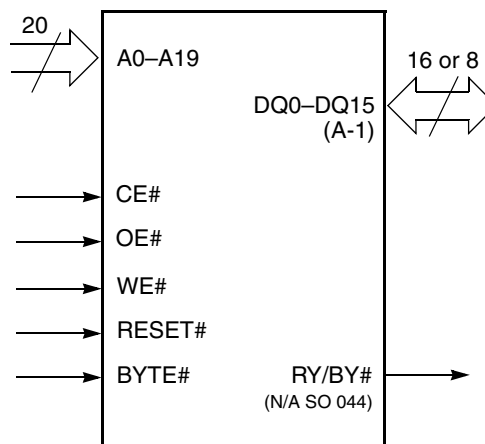 20
A0–A19
16 or 8
DQ0–DQ15
(A-1)
CE#
OE#
WE#
RESET#
BYTE#
RY/BY#
(N/A SO 044)